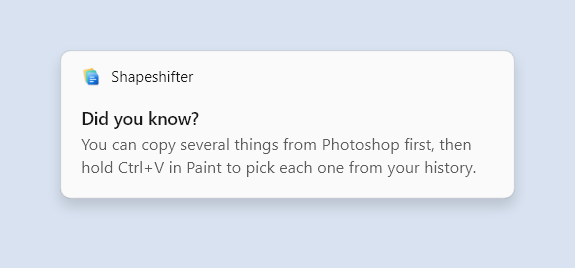 Shapeshifter
Did you know?
You can copy several things from Photoshop first, then
hold Ctrl+V in Paint to pick each one from your history.